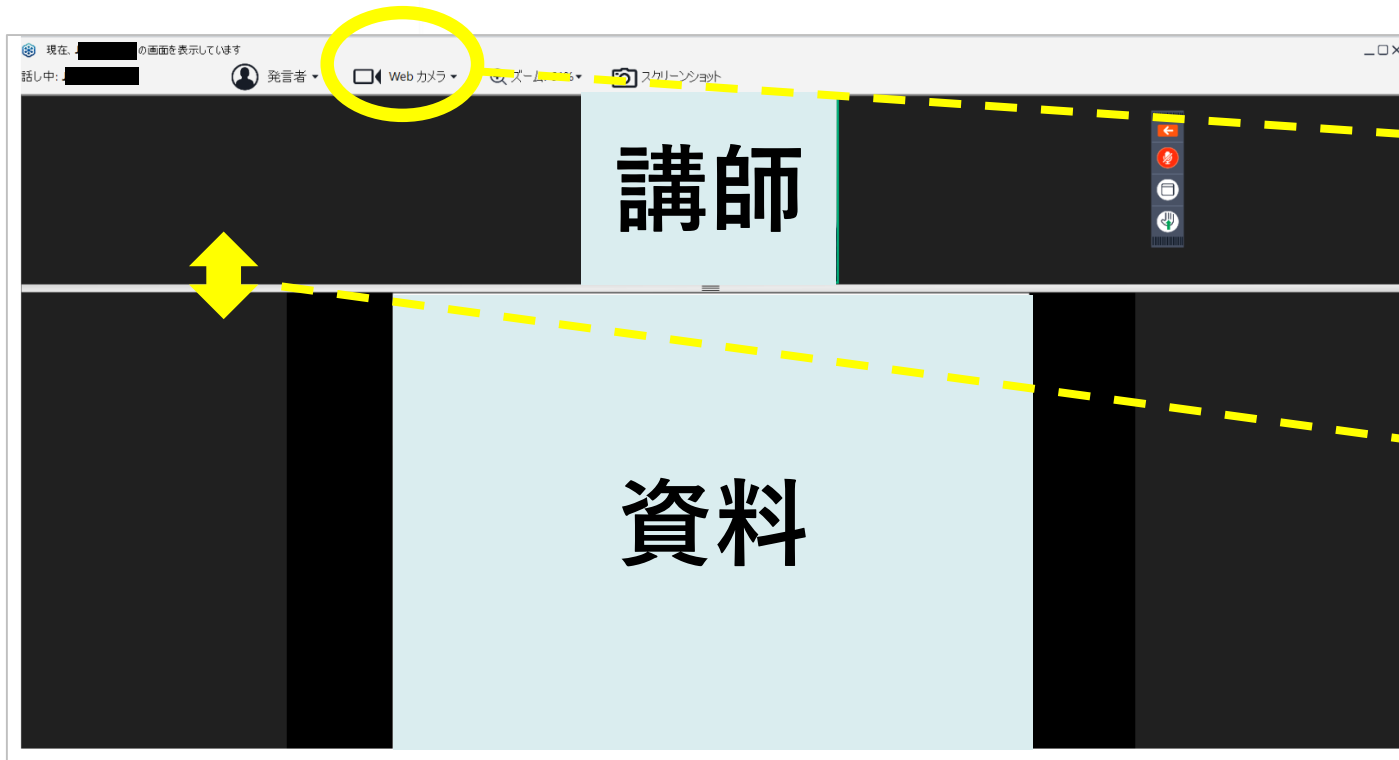 現在、 の画面を表示しています
話し中:
発言者
Web カメラ
ズーム:
スクリーンショット
講師
資料